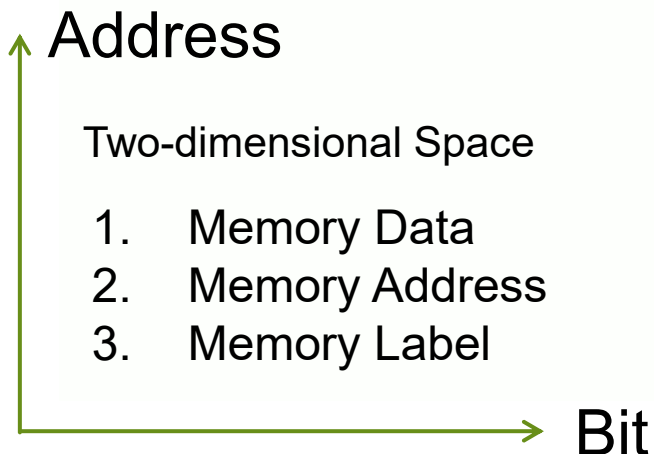 Address
Two-dimensional Space
1. Memory Data
2. Memory Address
3. Memory Label
Bit